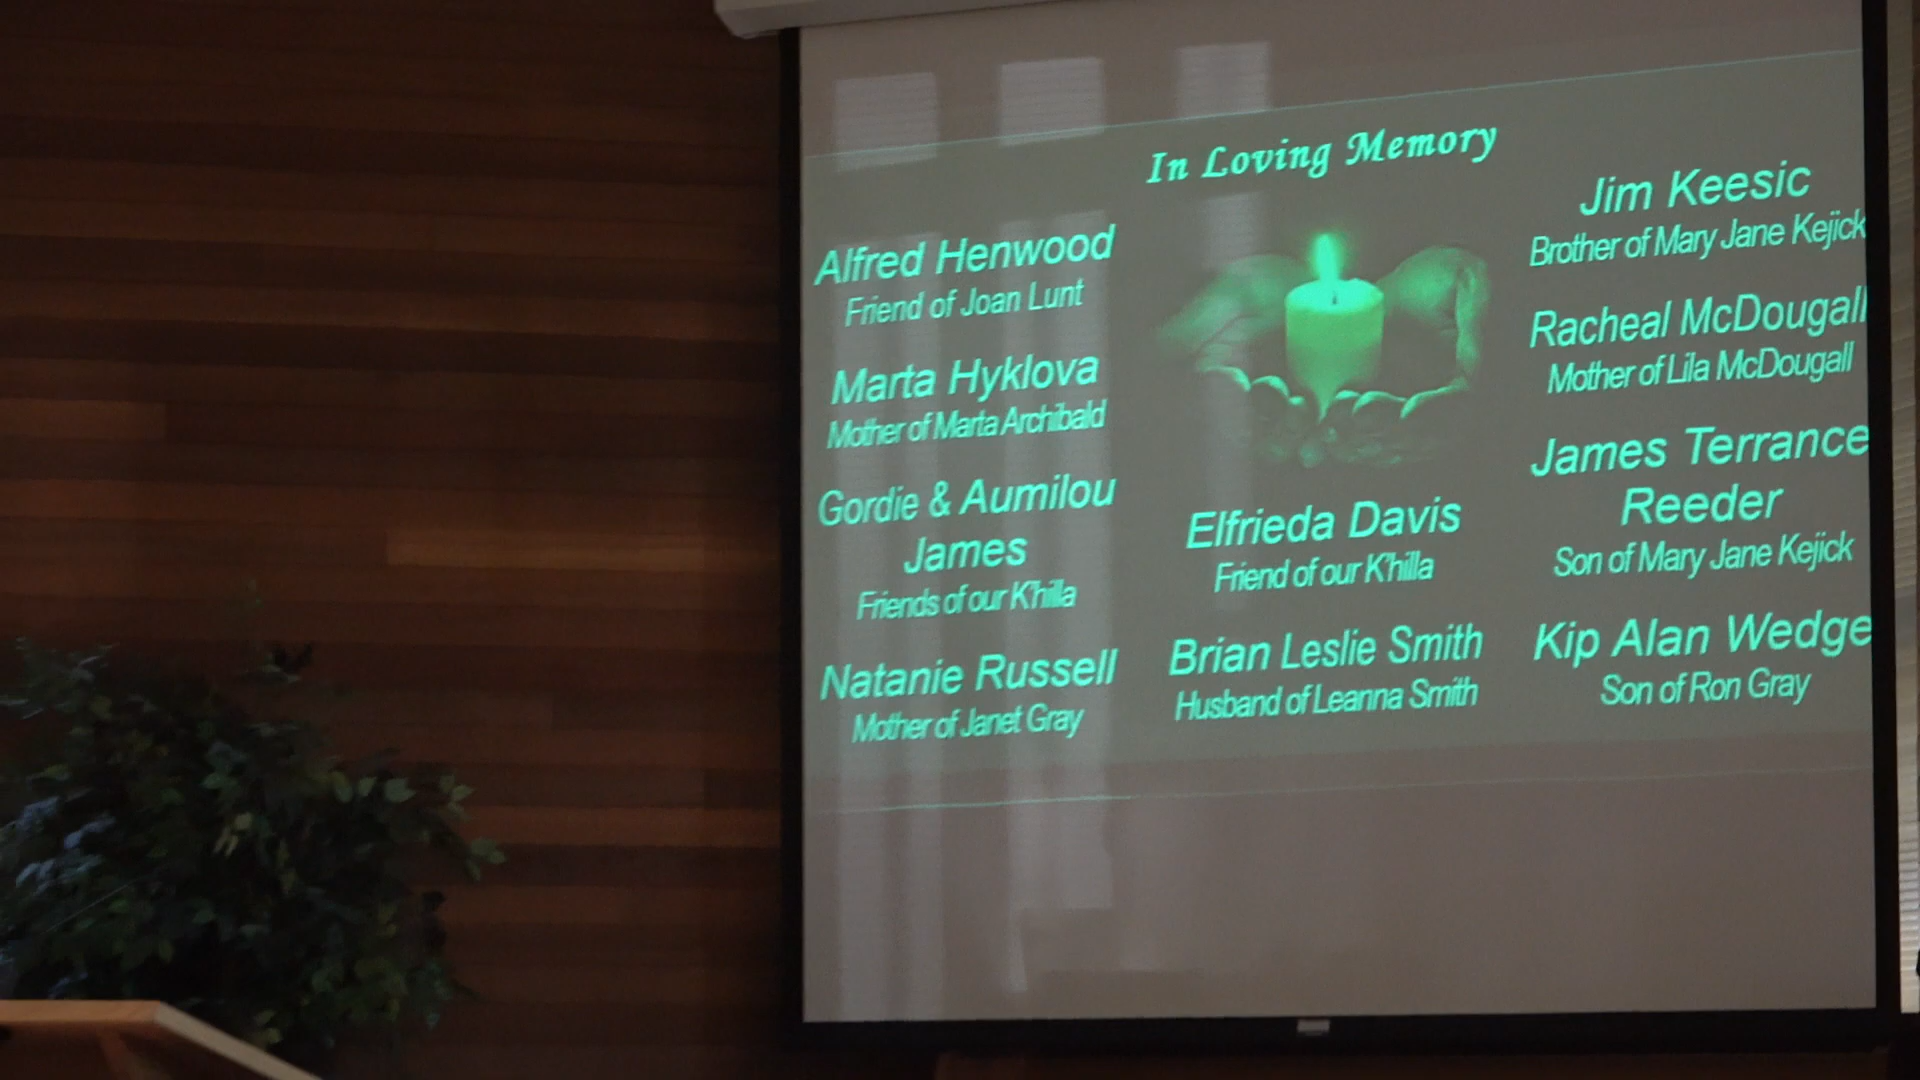 In Loving Memory
Alfred Henwood
Friend of Joan Lunt
Marta Hyklova
Mother of Marta Archibald
Gordie & Aumilou
James
Friends of our K'hilla
Natanie Russell
Mother of Janet Gray
Elfrieda Davis
Friend of our K'hilla
Brian Leslie Smith
Husband of Leanna Smith
Jim Keesic
Brother of Mary Jane Kejick
Racheal McDougall
Mother of Lila McDougall
James Terrance
Reeder
Son of Mary Jane Kejick
Kip Alan Wedge
Son of Ron Gray